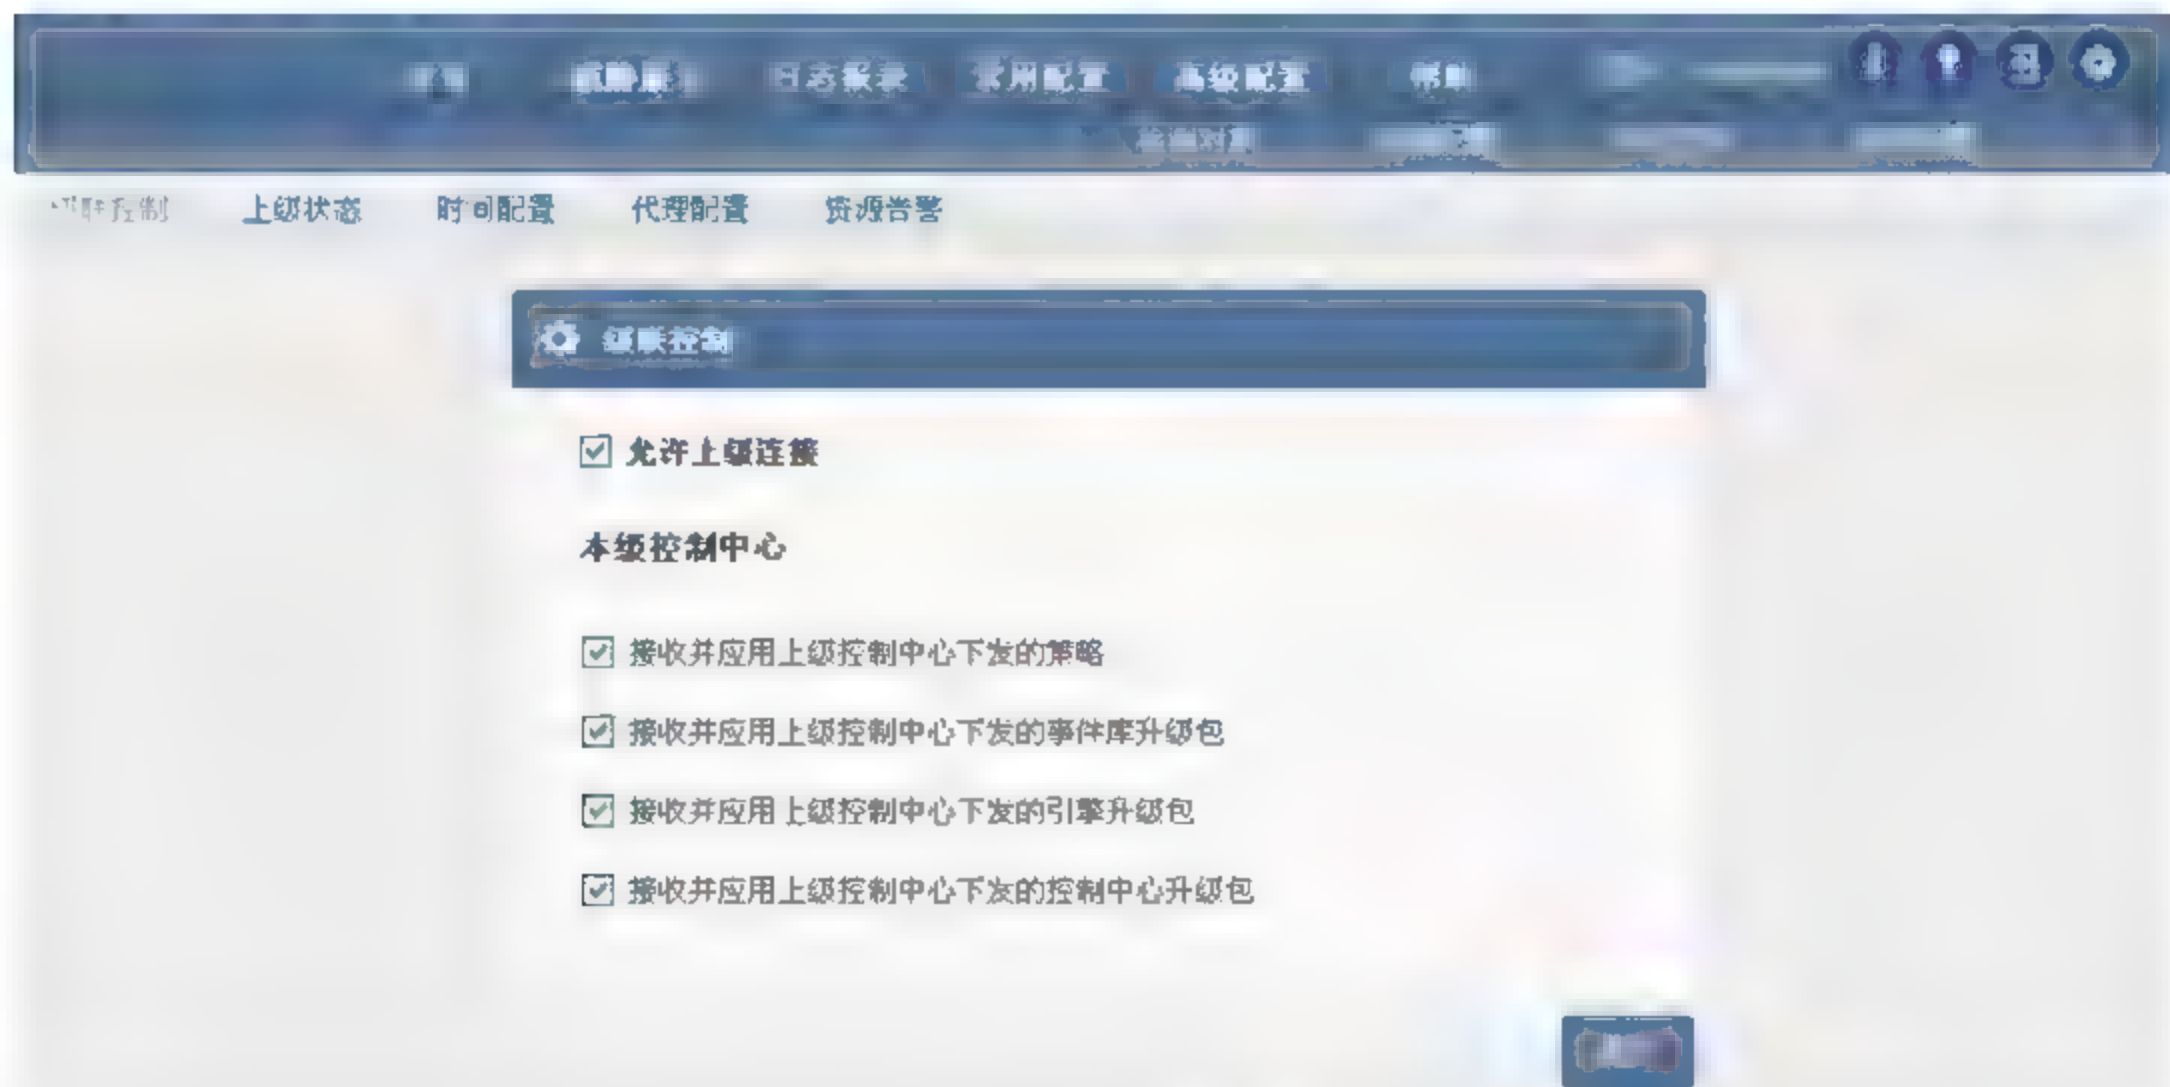 日志报表 常用配置 高级配置 帮助
级联控制 上级状态 时间配置 代理配置 资源告警
级联控制
允许上级连接
本级控制中心
接收并应用上级控制中心下发的策略
接收并应用上级控制中心下发的事件库升级包
接收并应用上级控制中心下发的引擎升级包
接收并应用上级控制中心下发的控制中心升级包